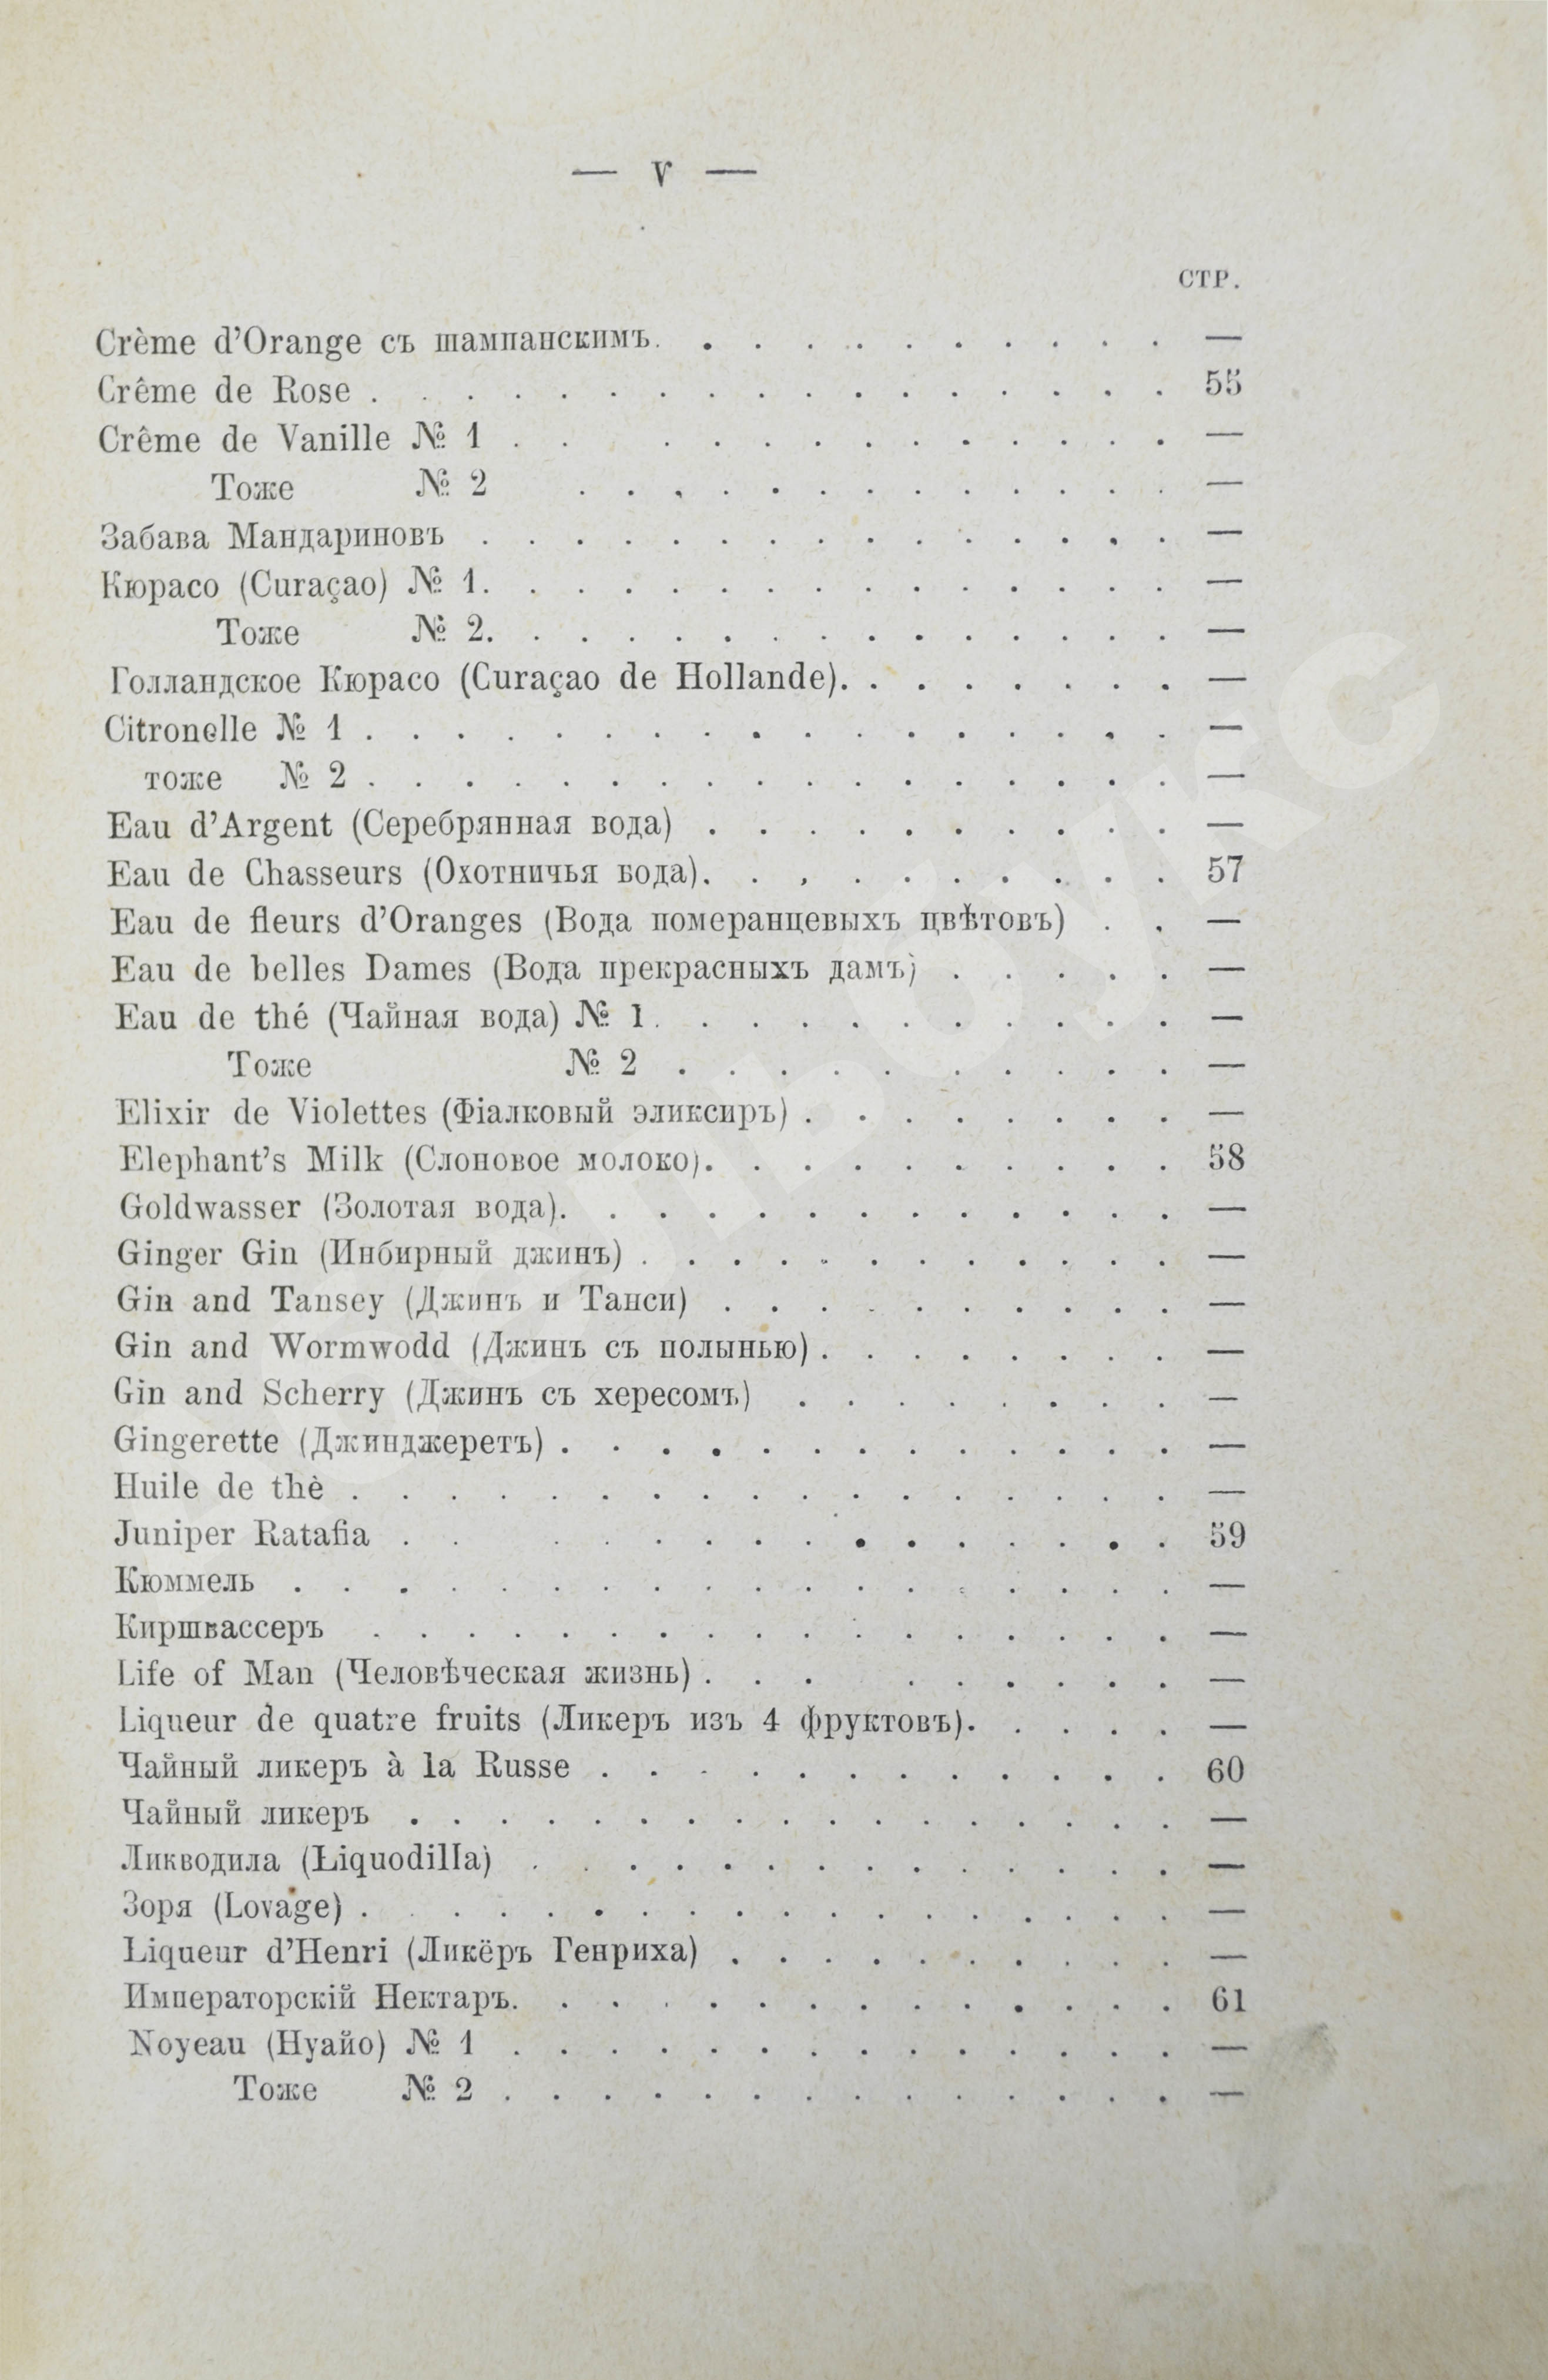 — V —
СТР.
Crème d'Orange съ шампанскимъ. . . . . . . . . . . —
Crême de Rose . . . . . . . . . . . . . . . . . 55
Crême de Vanille № 1 . . . . . . . . . . . . . —
Тоже № 2 . . . . . . . . . . . . . —
Забава Мандариновъ . . . . . . . . . . . . . . . —
Кюрасо (Curaçao) № 1. . . . . . . . . . . . . . . —
Тоже № 2. . . . . . . . . . . . . . . —
Голландское Кюрасо (Curaçao de Hollande). . . . . . . . —
Citronelle № 1 . . . . . . . . . . . . . . . . . —
тоже № 2 . . . . . . . . . . . . . . . . . —
Eau d'Argent (Серебрянная вода) . . . . . . . . . . —
Eau de Chasseurs (Охотничья вода). . . . . . . . . . 57
Eau de fleurs d'Oranges (Вода померанцевыхъ цвѣтовъ) . . —
Eau de belles Dames (Вода прекрасныхъ дамъ) . . . . . —
Eau de thé (Чайная вода) № 1. . . . . . . . . . . —
Тоже № 2 . . . . . . . . . . —
Elixir de Violettes (Фіалковый эликсиръ) . . . . . . . . —
Elephant's Milk (Слоновое молоко). . . . . . . . . . 58
Goldwasser (Золотая вода). . . . . . . . . . . . . —
Ginger Gin (Инбирный джинъ) . . . . . . . . . . . —
Gin and Tansey (Джинъ и Танси) . . . . . . . . . . —
Gin and Wormwodd (Джинъ съ полынью) . . . . . . . . —
Gin and Scherry (Джинъ съ хересомъ) . . . . . . . . —
Gingerette (Джинджеретъ) . . . . . . . . . . . . . —
Huile de thè . . . . . . . . . . . . . . . . . —
Juniper Ratafia . . . . . . . . . . . . . . . 59
Кюммель . . . . . . . . . . . . . . . . . . —
Киршвассеръ . . . . . . . . . . . . . . . . . —
Life of Man (Человѣческая жизнь) . . . . . . . . . —
Liqueur de quatre fruits (Ликеръ изъ 4 фруктовъ). . . . . —
Чайный ликеръ à la Russe . . . . . . . . . . . . 60
Чайный ликеръ . . . . . . . . . . . . . . . . . —
Ликводила (Liquodilla) . . . . . . . . . . . . . . —
Зоря (Lovage) . . . . . . . . . . . . . . . . . . —
Liqueur d'Henri (Ликёръ Генриха) . . . . . . . . . . —
Императорскій Нектаръ. . . . . . . . . . . . . . 61
Noyeau (Нуайо) № 1 . . . . . . . . . . . . . . —
Тоже № 2 . . . . . . . . . . . . . . —